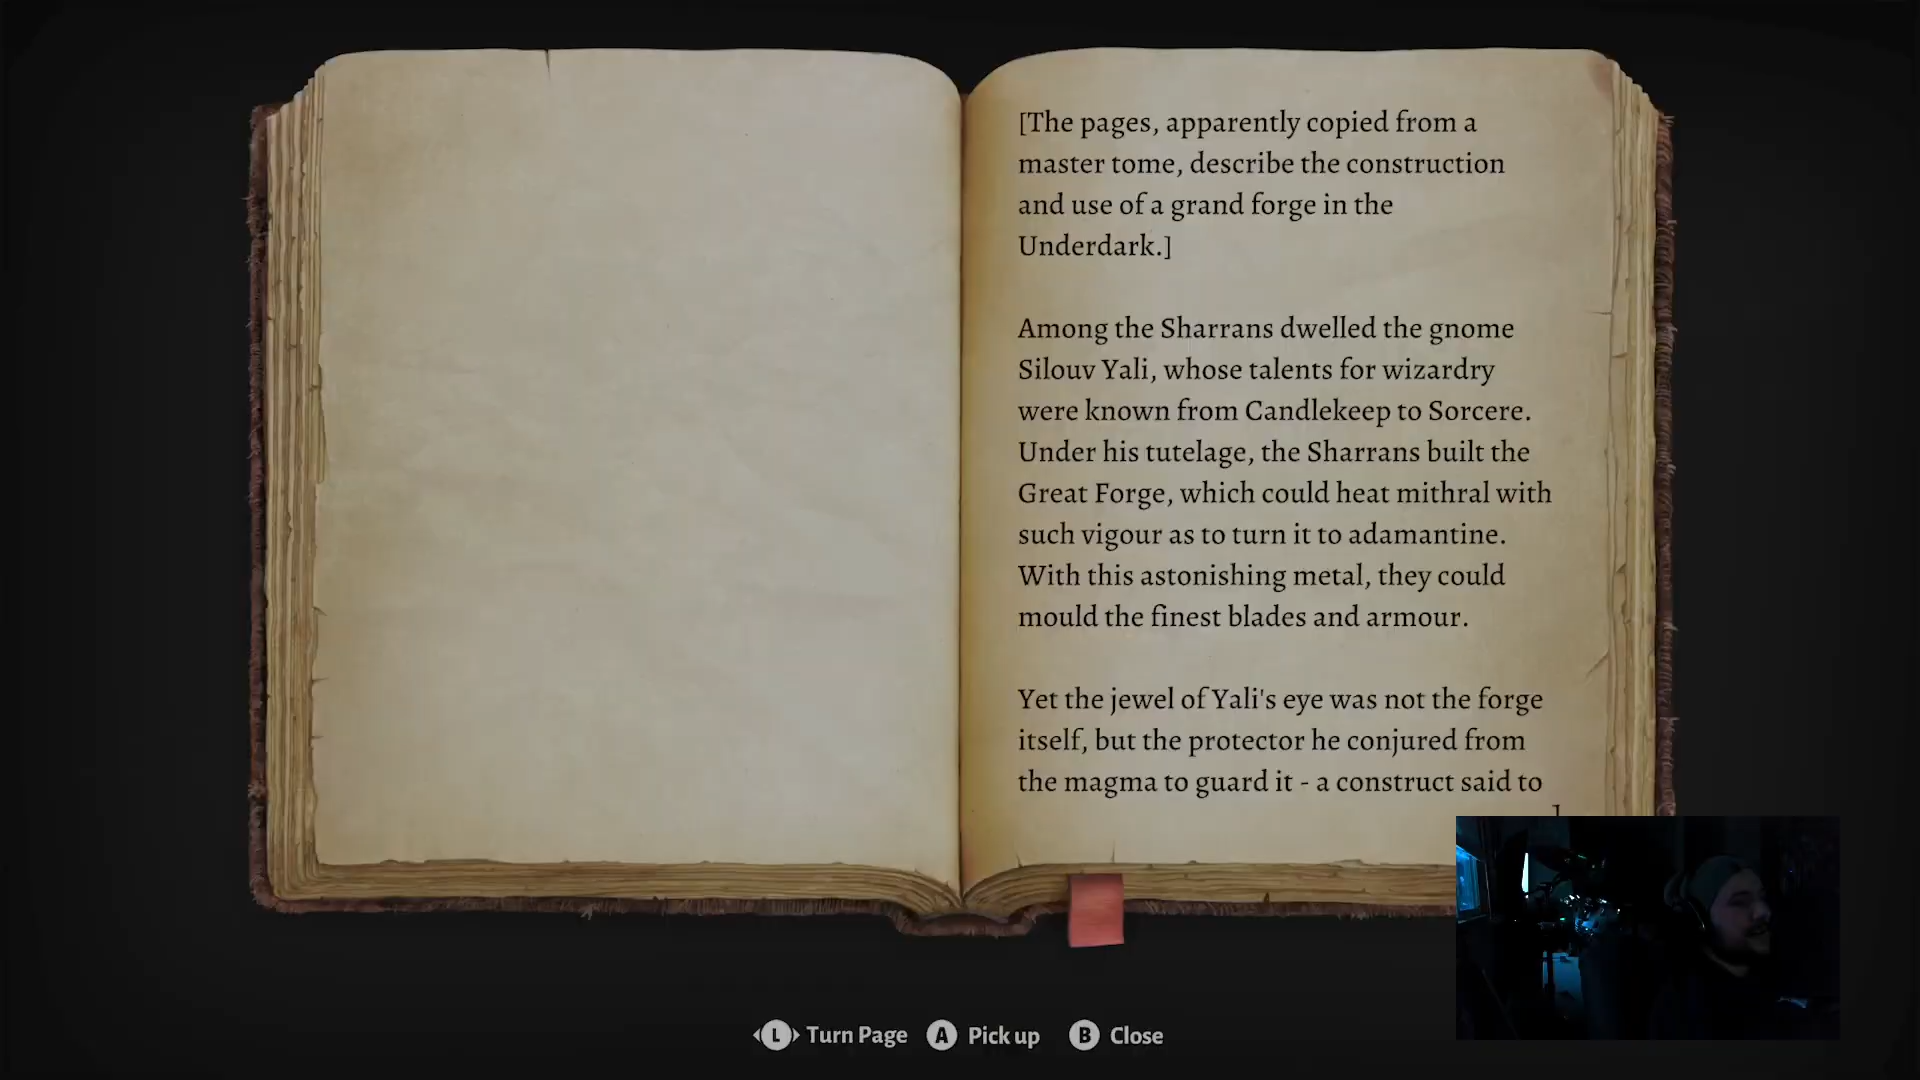 [The pages, apparently copied from a
master tome, describe the construction
and use of a grand forge in the
Underdark.]
Among the Sharrans dwelled the gnome
Silouv Yali, whose talents for wizardry
were known from Candlekeep to Sorcere.
Under his tutelage, the Sharrans built the
Great Forge, which could heat mithral with
such vigour as to turn it to adamantine.
With this astonishing metal, they could
mould the finest blades and armour.
Yet the jewel of Yali's eye was not the forge
itself, but the protector he conjured from
the magma to guard it - a construct said to
L Turn Page A Pick up B Close